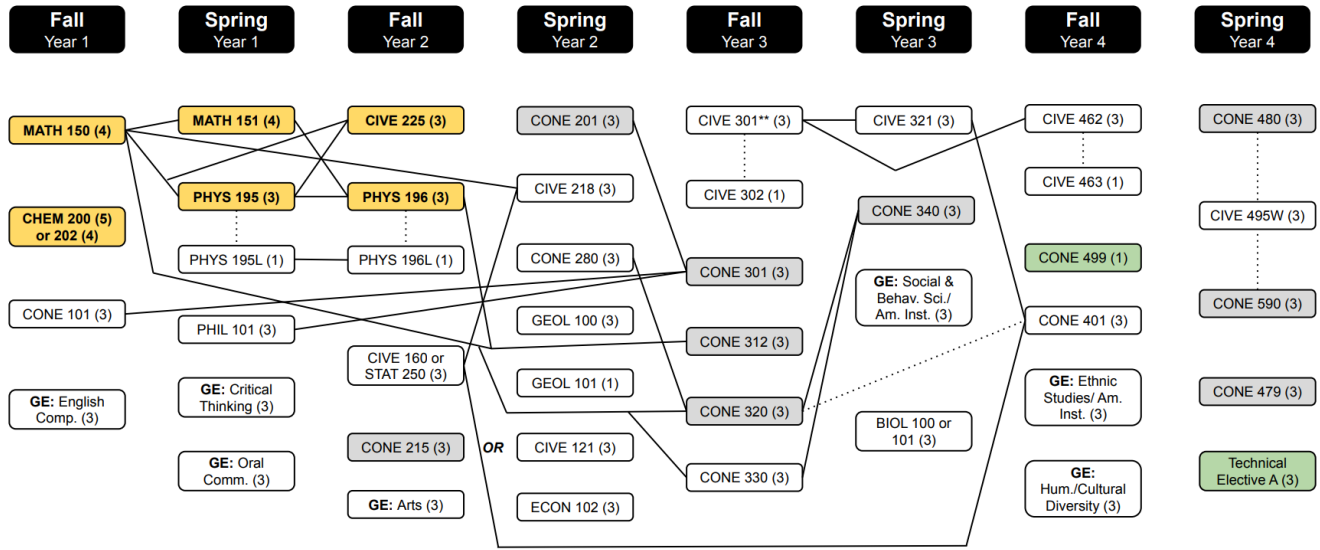 Fall
Year 1
Spring
Year 1
Fall
Year 2
Spring
Year 2
Fall
Year 3
Spring
Year 3
Fall
Year 4
Spring
Year 4
MATH 150 (4)
CHEM 200 (5)
or 202 (4)
CONE 101 (3)
GE: English
Comp. (3)
MATH 151 (4)
PHYS 195 (3)
PHYS 195L (1)
PHIL 101 (3)
GE: Critical
Thinking (3)
GE: Oral
Comm. (3)
CIVE 225 (3)
PHYS 196 (3)
PHYS 196L (1)
CIVE 160 or
STAT 250 (3)
CONE 215 (3)
GE: Arts (3)
OR
CONE 201 (3)
CIVE 218 (3)
CONE 280 (3)
GEOL 100 (3)
GEOL 101 (1)
CIVE 121 (3)
ECON 102 (3)
CIVE 301** (3)
CIVE 302 (1)
CONE 301 (3)
CONE 312 (3)
CONE 320 (3)
CONE 330 (3)
CIVE 321 (3)
CONE 340 (3)
GE: Social &
Behav. Sci./
Am. Inst. (3)
BIOL 100 or
101 (3)
CIVE 462 (3)
CIVE 463 (1)
CONE 499 (1)
CONE 401 (3)
GE: Ethnic
Studies/ Am.
Inst. (3)
GE:
Hum./Cultural
Diversity (3)
CONE 480 (3)
CIVE 495W (3)
CONE 590 (3)
CONE 479 (3)
Technical
Elective A (3)